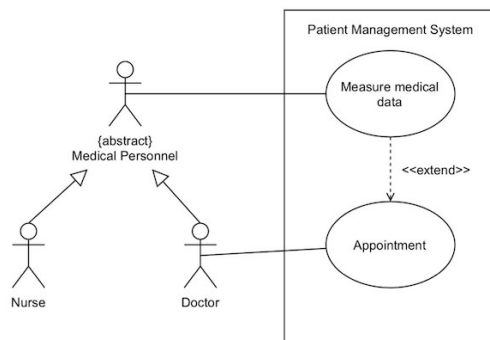 Patient Management System
Measure medical
data
{abstract}
Medical Personnel
<<extend>>
Appointment
Nurse
Doctor